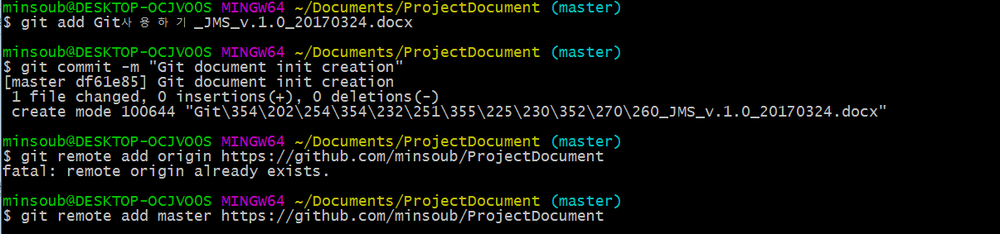 minsoub@DESKTOP-OCJVO0S MINGW64 ~/Documents/ProjectDocument (master)
$ git add Git사용하기_JMS_v.1.0_20170324.docx
minsoub@DESKTOP-OCJVO0S MINGW64 ~/Documents/ProjectDocument (master)
$ git commit -m "Git document init creation"
[master df61e85] Git document init creation
1 file changed, 0 insertions(+), 0 deletions(-)
create mode 100644 "Git\354\202\254\354\232\251\355\225\230\352\270\260_JMS_v.1.0_20170324.docx"
minsoub@DESKTOP-OCJVO0S MINGW64 ~/Documents/ProjectDocument (master)
$ git remote add origin https://github.com/minsoub/ProjectDocument
fatal: remote origin already exists.
minsoub@DESKTOP-OCJVO0S MINGW64 ~/Documents/ProjectDocument (master)
$ git remote add master https://github.com/minsoub/ProjectDocument